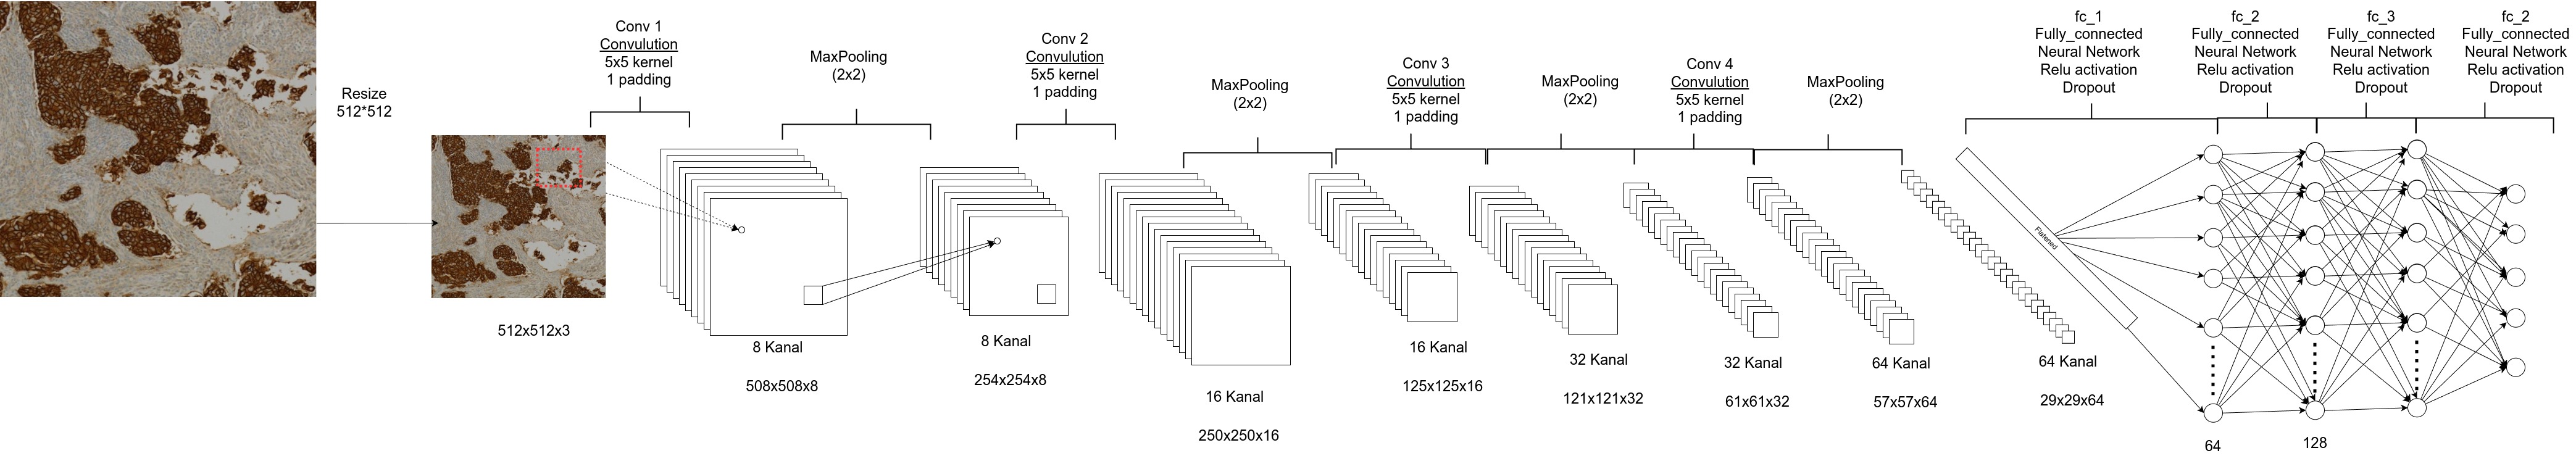 Resize
512*512
512x512x3
Conv 1
Convulution
5x5 kernel
1 padding
8 Kanal
508x508x8
MaxPooling
(2x2)
8 Kanal
254x254x8
Conv 2
Convulution
5x5 kernel
1 padding
16 Kanal
250x250x16
MaxPooling
(2x2)
16 Kanal
125x125x16
Conv 3
Convulution
5x5 kernel
1 padding
32 Kanal
121x121x32
MaxPooling
(2x2)
32 Kanal
61x61x32
Conv 4
Convulution
5x5 kernel
1 padding
64 Kanal
57x57x64
MaxPooling
(2x2)
64 Kanal
29x29x64
Flatened
fc_1
Fully_connected
Neural Network
Relu activation
Dropout
64
fc_2
Fully_connected
Neural Network
Relu activation
Dropout
128
fc_3
Fully_connected
Neural Network
Relu activation
Dropout
fc_2
Fully_connected
Neural Network
Relu activation
Dropout